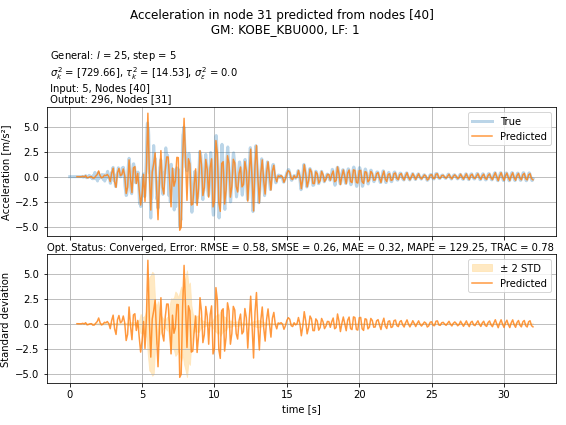 Acceleration in node 31 predicted from nodes [40]
GM: KOBE_KBU000, LF: 1
General: l = 25, step = 5
σ²ₖ = [729.66], τ²ₖ = [14.53], σ²ε = 0.0
Input: 5, Nodes [40]
Output: 296, Nodes [31]
Acceleration [m/s²]
5.0
2.5
0.0
−2.5
−5.0
True
Predicted
Opt. Status: Converged, Error: RMSE = 0.58, SMSE = 0.26, MAE = 0.32, MAPE = 129.25, TRAC = 0.78
Standard deviation
5.0
2.5
0.0
−2.5
−5.0
± 2 STD
Predicted
0 5 10 15 20 25 30
time [s]